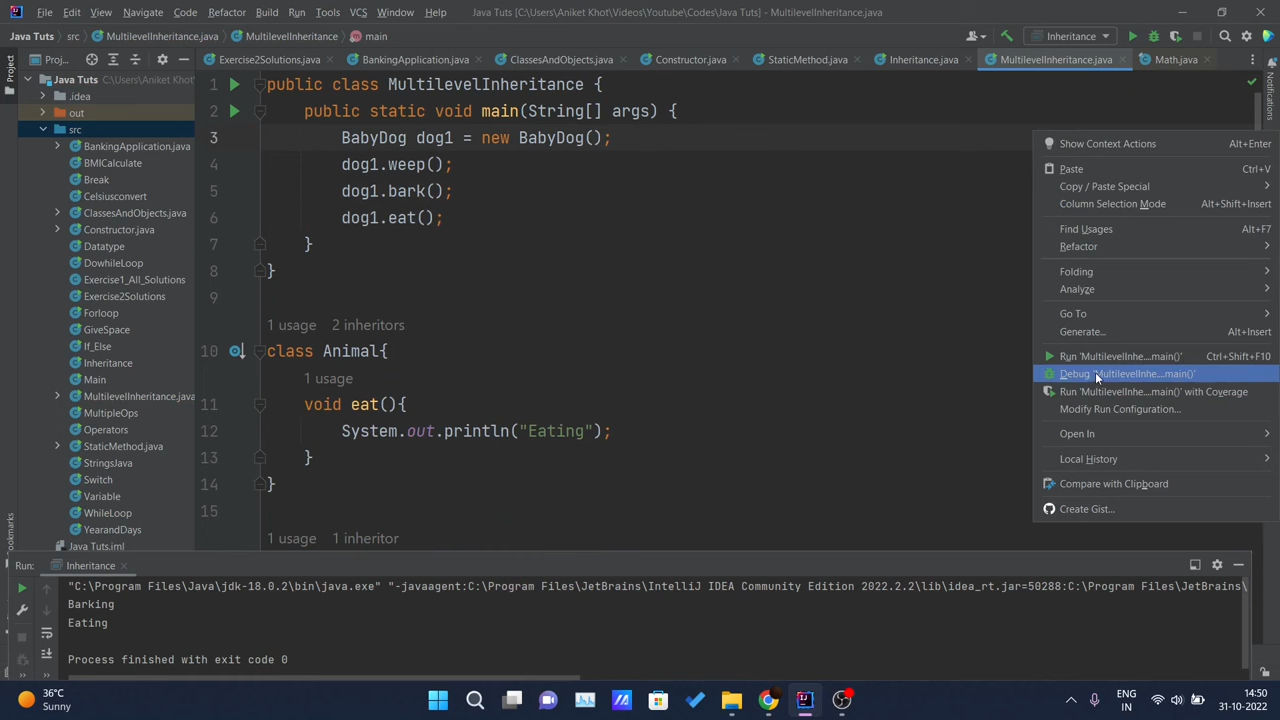 File Edit View Navigate Code Refactor Build Run Tools VCS Window Help Java Tuts [C:\Users\Aniket Khot\Videos\Youtube\Codes\Java Tuts] - MultilevelInheritance.java
Java Tuts src MultilevelInheritance.java MultilevelInheritance main Inheritance
Project Proj... Exercise2Solutions.java BankingApplication.java ClassesAndObjects.java Constructor.java StaticMethod.java Inheritance.java MultilevelInheritance.java Math.java Notifications
Java Tuts
.idea
out
src
BankingApplication.java
BMICalculate
Break
Celsiusconvert
ClassesAndObjects.java
Constructor.java
Datatype
DowhileLoop
Exercise1_All_Solutions
Exercise2Solutions
Forloop
GiveSpace
If_Else
Inheritance
Main
MultilevelInheritance.java
MultipleOps
Operators
StaticMethod.java
StringsJava
Switch
Variable
WhileLoop
YearandDays
Java Tuts.iml
1 public class MultilevelInheritance {
2 public static void main(String[] args) {
3 BabyDog dog1 = new BabyDog();
4 dog1.weep();
5 dog1.bark();
6 dog1.eat();
7 }
8 }
9
1 usage 2 inheritors
10 class Animal{
1 usage
11 void eat(){
12 System.out.println("Eating");
13 }
14 }
15
1 usage 1 inheritor
Show Context Actions Alt+Enter
Paste Ctrl+V
Copy / Paste Special
Column Selection Mode Alt+Shift+Insert
Find Usages Alt+F7
Refactor
Folding
Analyze
Go To
Generate... Alt+Insert
Run 'MultilevelInhe....main()' Ctrl+Shift+F10
Debug 'MultilevelInhe....main()'
Run 'MultilevelInhe....main()' with Coverage
Modify Run Configuration...
Open In
Local History
Compare with Clipboard
Create Gist...
Run: Inheritance
"C:\Program Files\Java\jdk-18.0.2\bin\java.exe" "-javaagent:C:\Program Files\JetBrains\IntelliJ IDEA Community Edition 2022.2.2\lib\idea_rt.jar=50288:C:\Program Files\JetBrains\
Barking
Eating
Process finished with exit code 0
36°C
Sunny
ENG
IN
14:50
31-10-2022